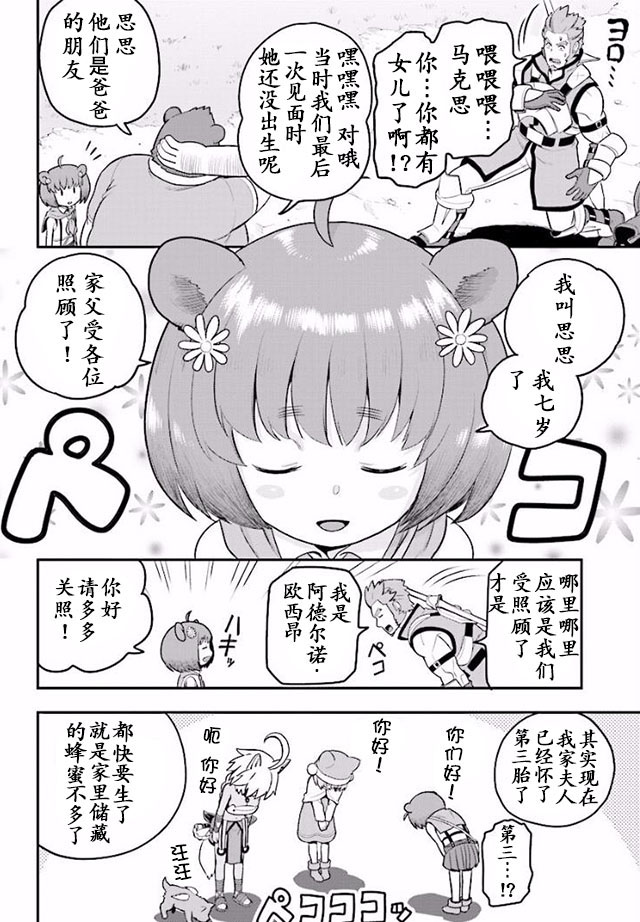 ヨロ…
喂喂喂
马克思
…
你…你都有
女儿了啊!?
嘿嘿嘿 对哦
当时我们最后
一次见面时
她还没出生呢
思思
他们是爸爸
的朋友
我叫思思
我七岁
了
家父受各位
照顾了！
ペコ
哪里哪里
应该是我们
受照顾了
才是
ペコ
我是
阿德尔诺·
欧西昂
你好
请多多
关照！
其实现在
我家夫人
已经怀了
第三胎了
第三…!?
你们好！
你好！
呃 你好
都快要生了
就是家里储藏
的蜂蜜不多了
汪汪
ペコココッ